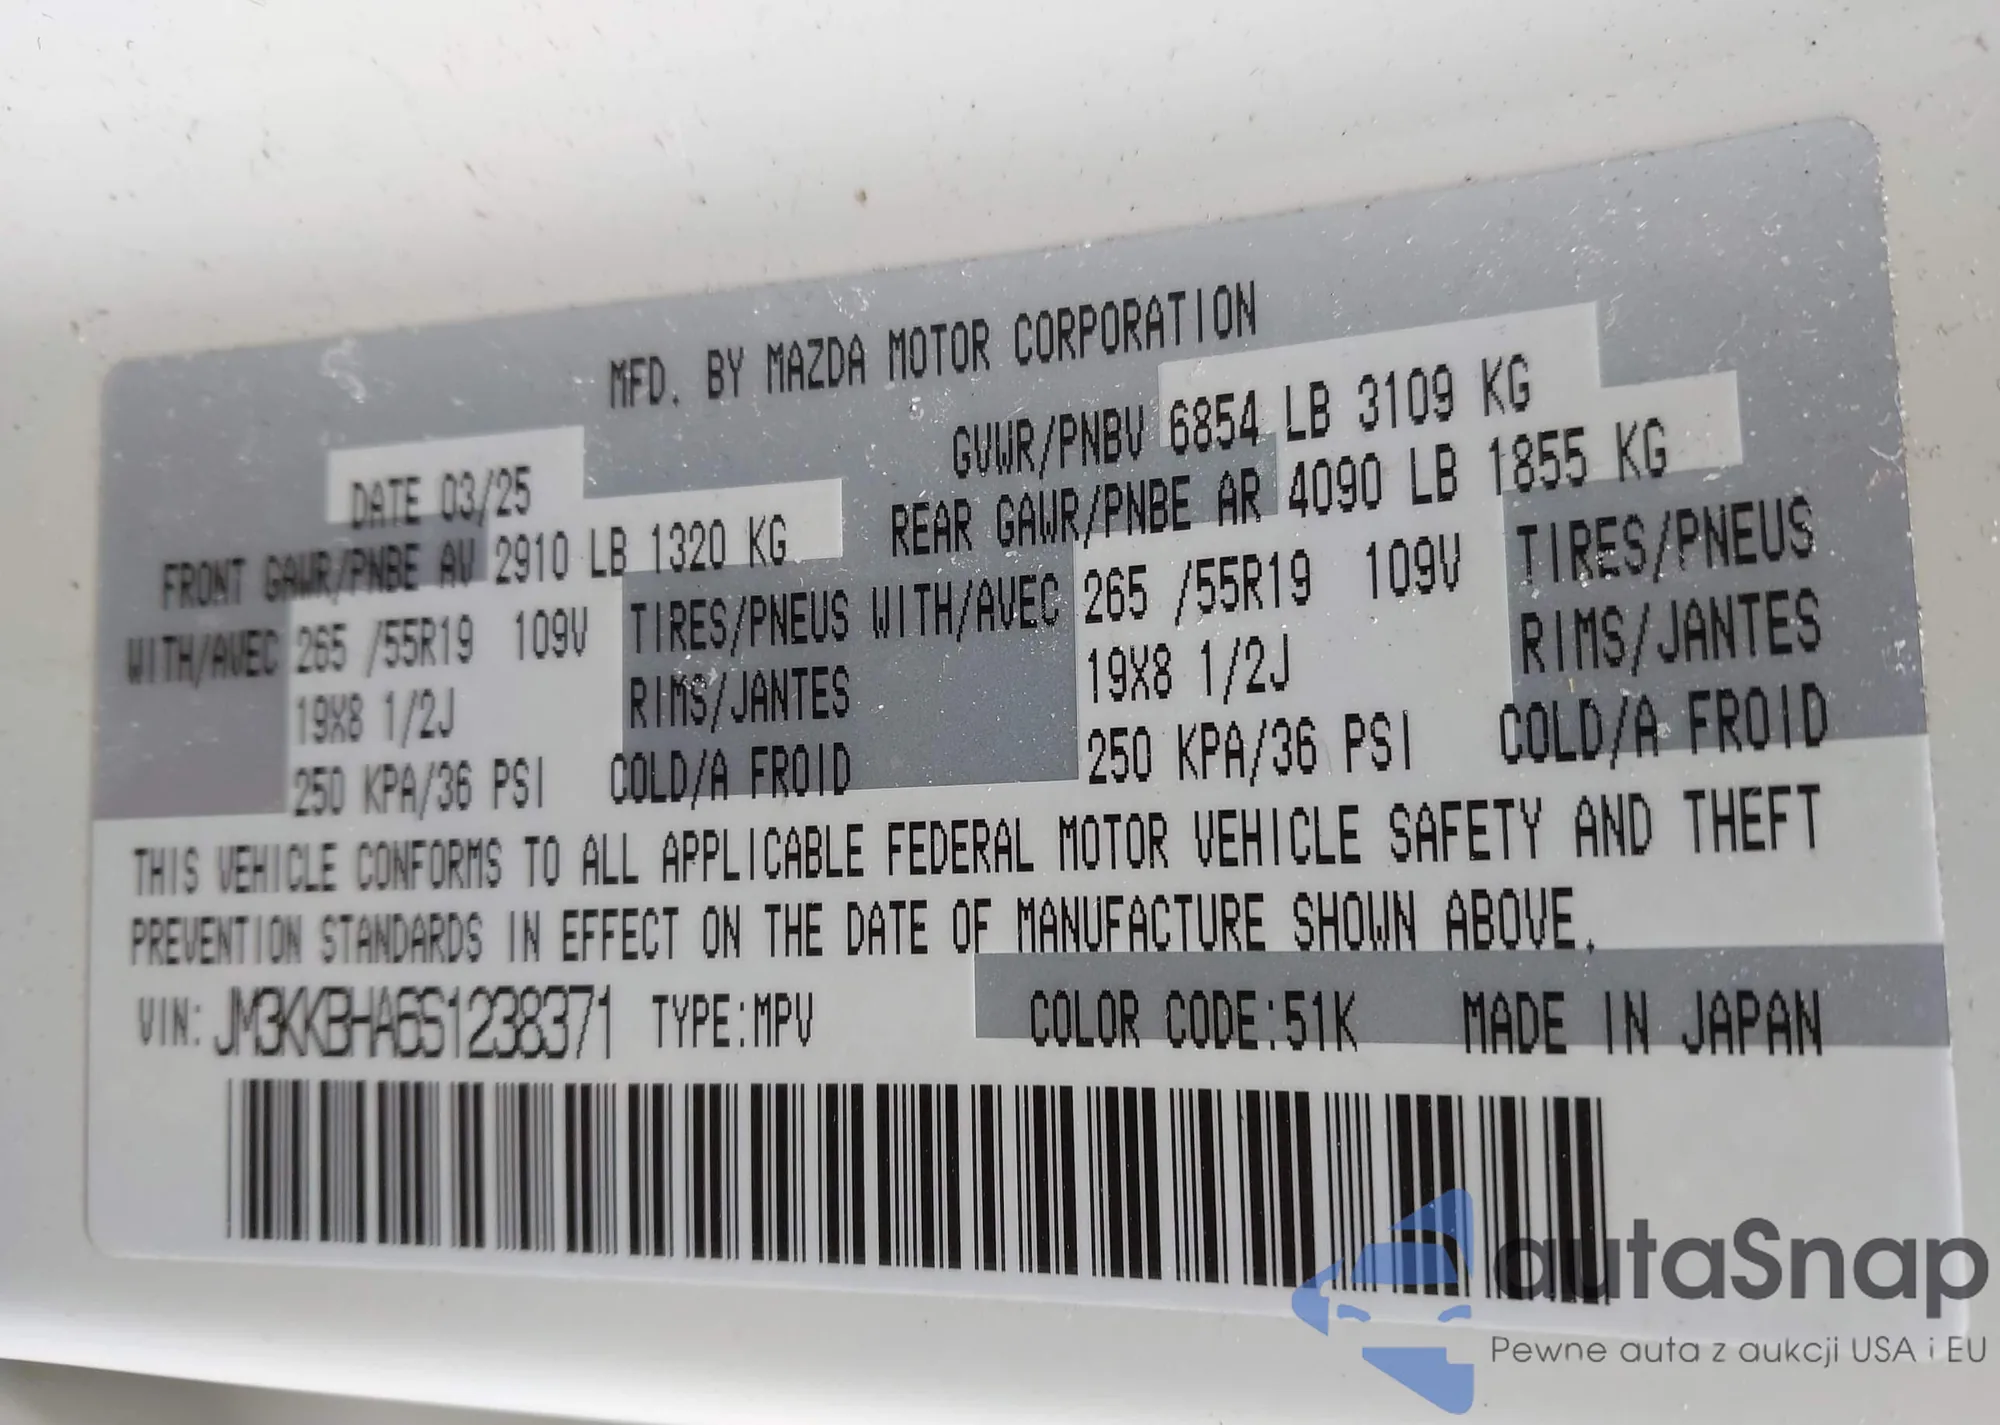 MFD. BY MAZDA MOTOR CORPORATION
DATE 03/25 GVWR/PNBV 6854 LB 3109 KG
FRONT GAWR/PNBE AV 2910 LB 1320 KG REAR GAWR/PNBE AR 4090 LB 1855 KG
WITH/AVEC 265 /55R19 109V TIRES/PNEUS WITH/AVEC 265 /55R19 109V TIRES/PNEUS
19X8 1/2J RIMS/JANTES 19X8 1/2J RIMS/JANTES
250 KPA/36 PSI COLD/A FROID 250 KPA/36 PSI COLD/A FROID
THIS VEHICLE CONFORMS TO ALL APPLICABLE FEDERAL MOTOR VEHICLE SAFETY AND THEFT
PREVENTION STANDARDS IN EFFECT ON THE DATE OF MANUFACTURE SHOWN ABOVE.
VIN: JM3KKBHA6S1238371 TYPE:MPV COLOR CODE:51K MADE IN JAPAN
autaSnap
Pewne auta z aukcji USA i EU